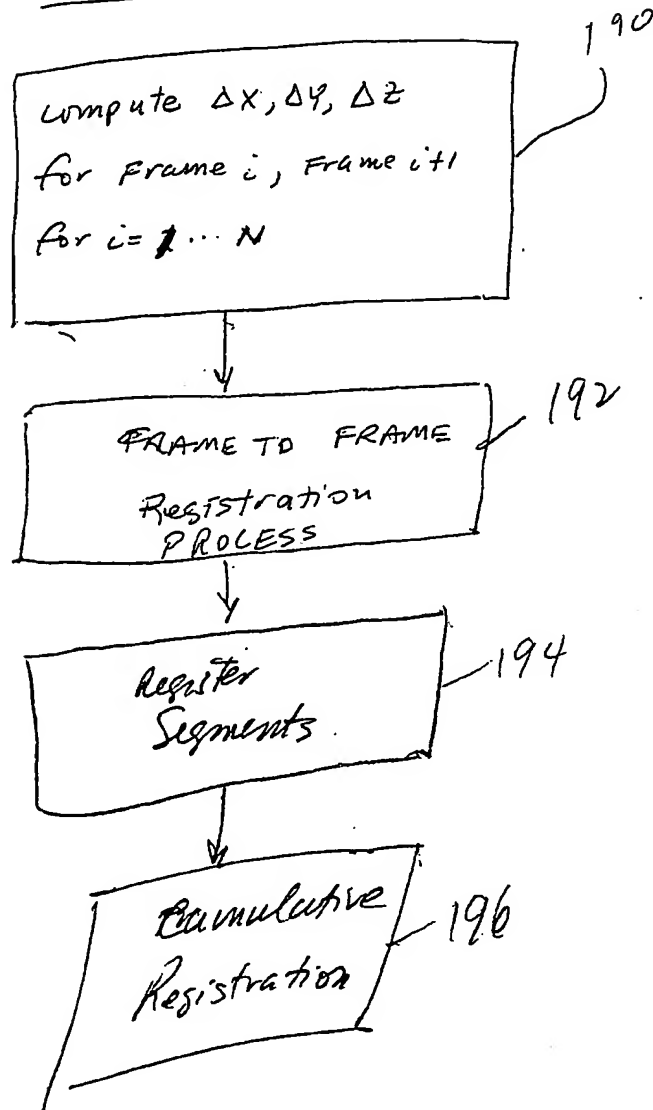 190
compute ΔX, ΔY, ΔZ
for Frame i, Frame i+1
for i= 1 ... N
192
FRAME TO FRAME
Registration
PROCESS
194
Register
Segments
196
Cumulative
Registration